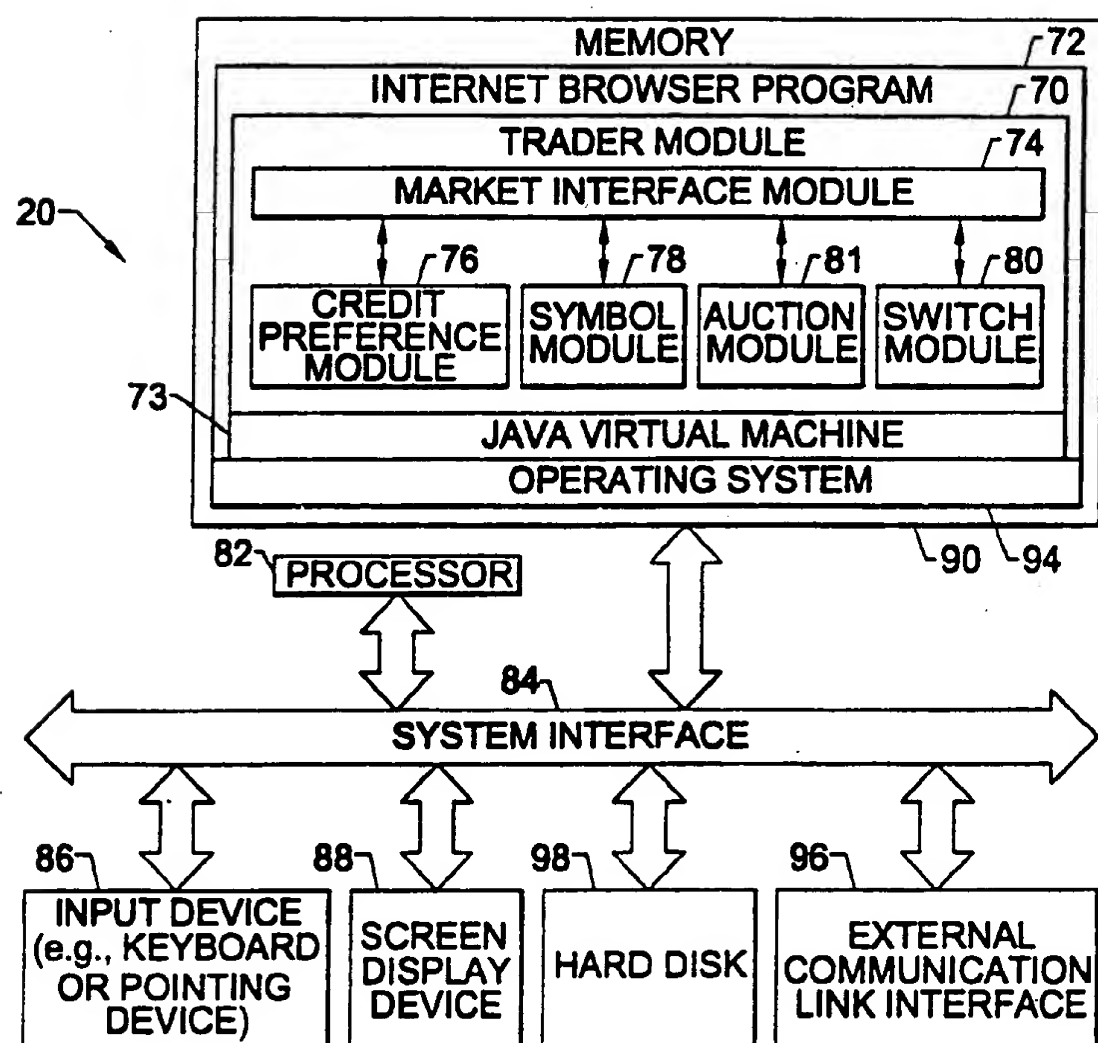 MEMORY
72
INTERNET BROWSER PROGRAM
70
TRADER MODULE
74
MARKET INTERFACE MODULE
20
76
78
81
80
CREDIT
PREFERENCE
MODULE
SYMBOL
MODULE
AUCTION
MODULE
SWITCH
MODULE
73
JAVA VIRTUAL MACHINE
OPERATING SYSTEM
82
PROCESSOR
90
94
84
SYSTEM INTERFACE
86
88
98
96
INPUT DEVICE
(e.g., KEYBOARD
OR POINTING
DEVICE)
SCREEN
DISPLAY
DEVICE
HARD DISK
EXTERNAL
COMMUNICATION
LINK INTERFACE